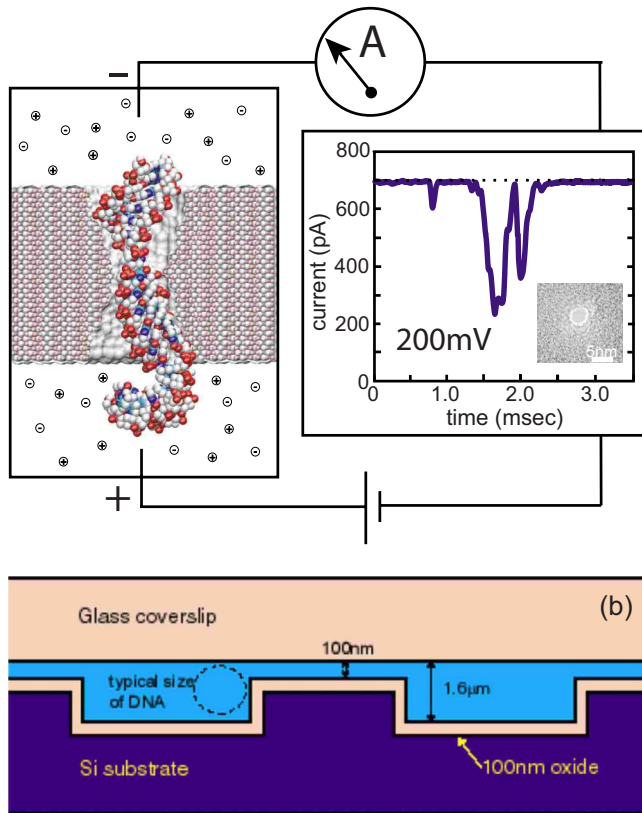 A
−
+
800
600
400
200
0
current (pA)
200mV
5nm
0
1.0
2.0
3.0
time (msec)
(b)
Glass coverslip
100nm
typical size
of DNA
1.6μm
Si substrate
100nm oxide